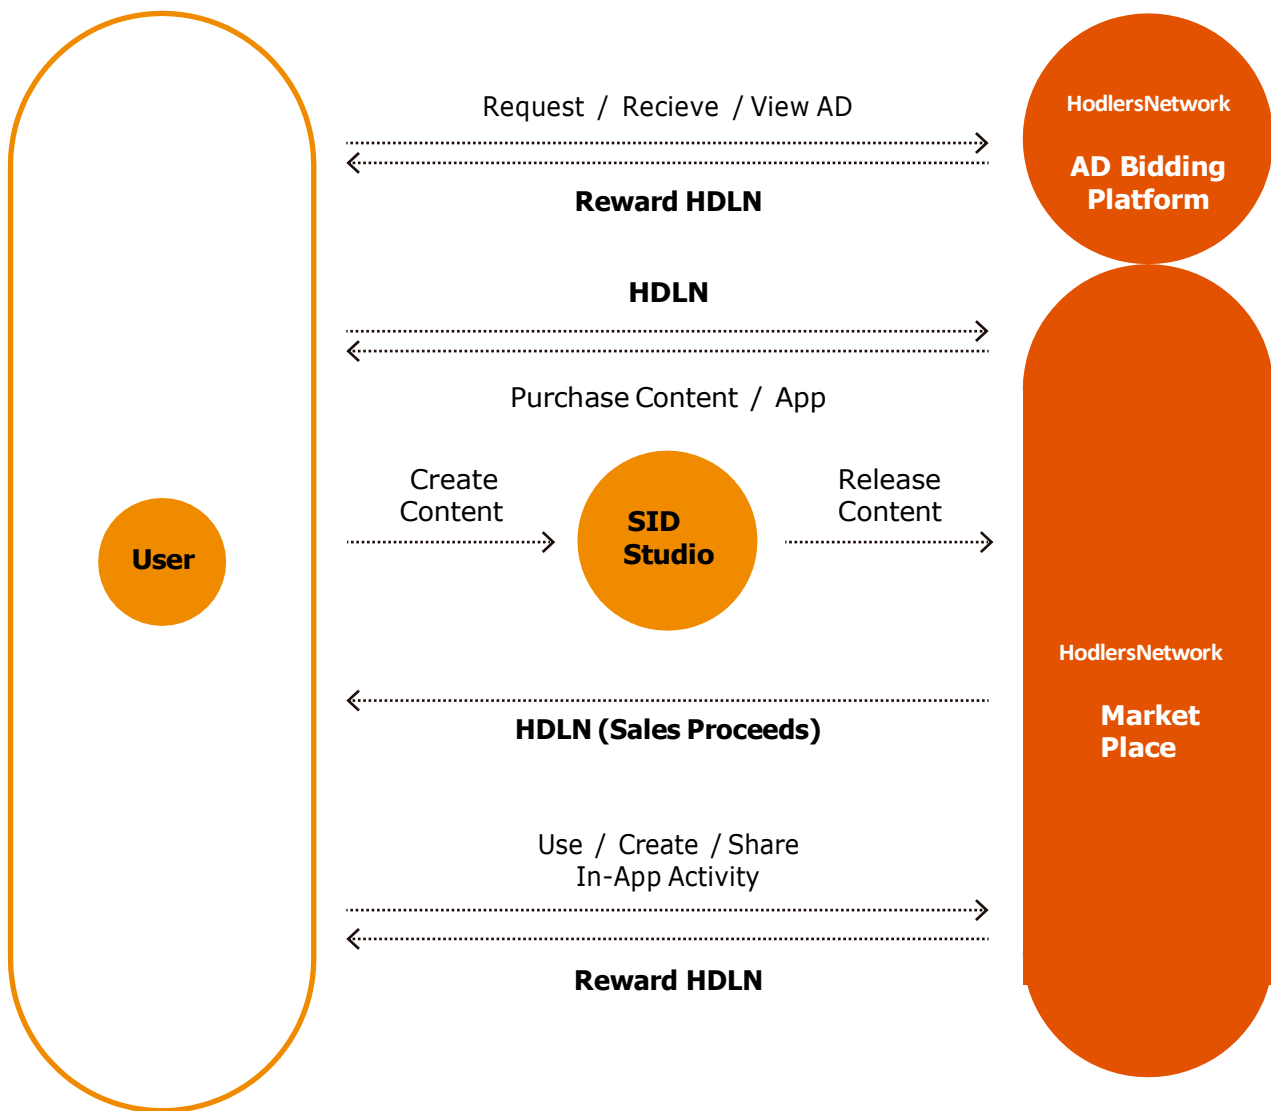 Request / Recieve / View AD
Reward HDLN
HodlersNetwork
AD Bidding
Platform
HDLN
Purchase Content / App
Create
Content
SID
Studio
Release
Content
User
HDLN (Sales Proceeds)
HodlersNetwork
Market
Place
Use / Create / Share
In-App Activity
Reward HDLN